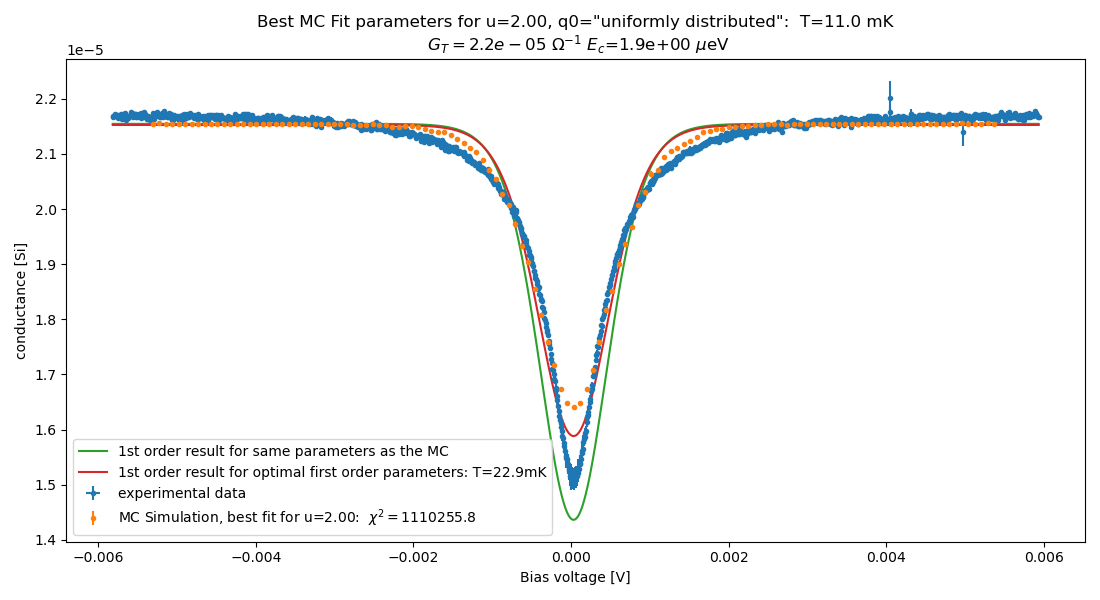 Best MC Fit parameters for u=2.00, q0="uniformly distributed":  T=11.0 mK
$G_T = 2.2e-05\ \Omega^{-1}\ E_c$=1.9e+00 $\mu$eV
1e−5
2.2
2.1
2.0
1.9
1.8
1.7
1.6
1.5
1.4
conductance [Si]
1st order result for same parameters as the MC
1st order result for optimal first order parameters: T=22.9mK
experimental data
MC Simulation, best fit for u=2.00:  $\chi^2 = 1110255.8$
−0.006 −0.004 −0.002 0.000 0.002 0.004 0.006
Bias voltage [V]